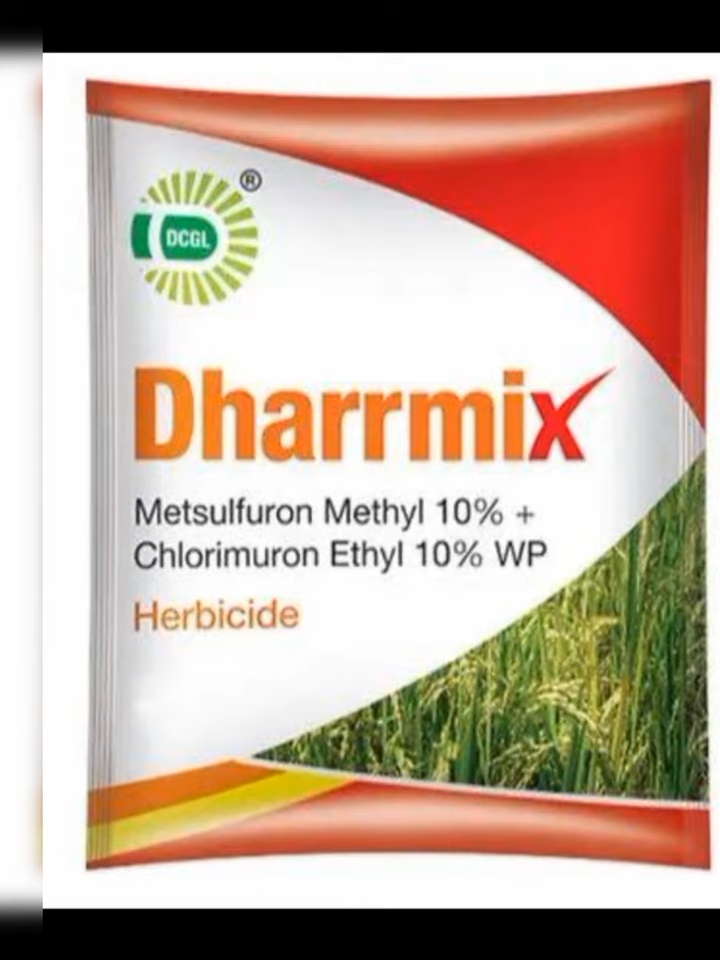 ®
DCGL
Dharrmix
Metsulfuron Methyl 10% +
Chlorimuron Ethyl 10% WP
Herbicide